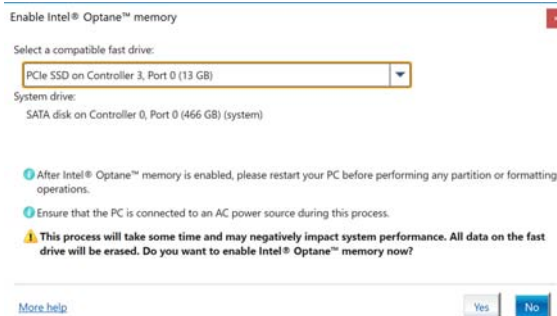 Enable Intel® Optane™ memory
Select a compatible fast drive:
PCIe SSD on Controller 3, Port 0 (13 GB)
System drive:
SATA disk on Controller 0, Port 0 (466 GB) (system)
After Intel® Optane™ memory is enabled, please restart your PC before performing any partition or formatting
operations.
Ensure that the PC is connected to an AC power source during this process.
This process will take some time and may negatively impact system performance. All data on the fast
drive will be erased. Do you want to enable Intel® Optane™ memory now?
More help
Yes
No